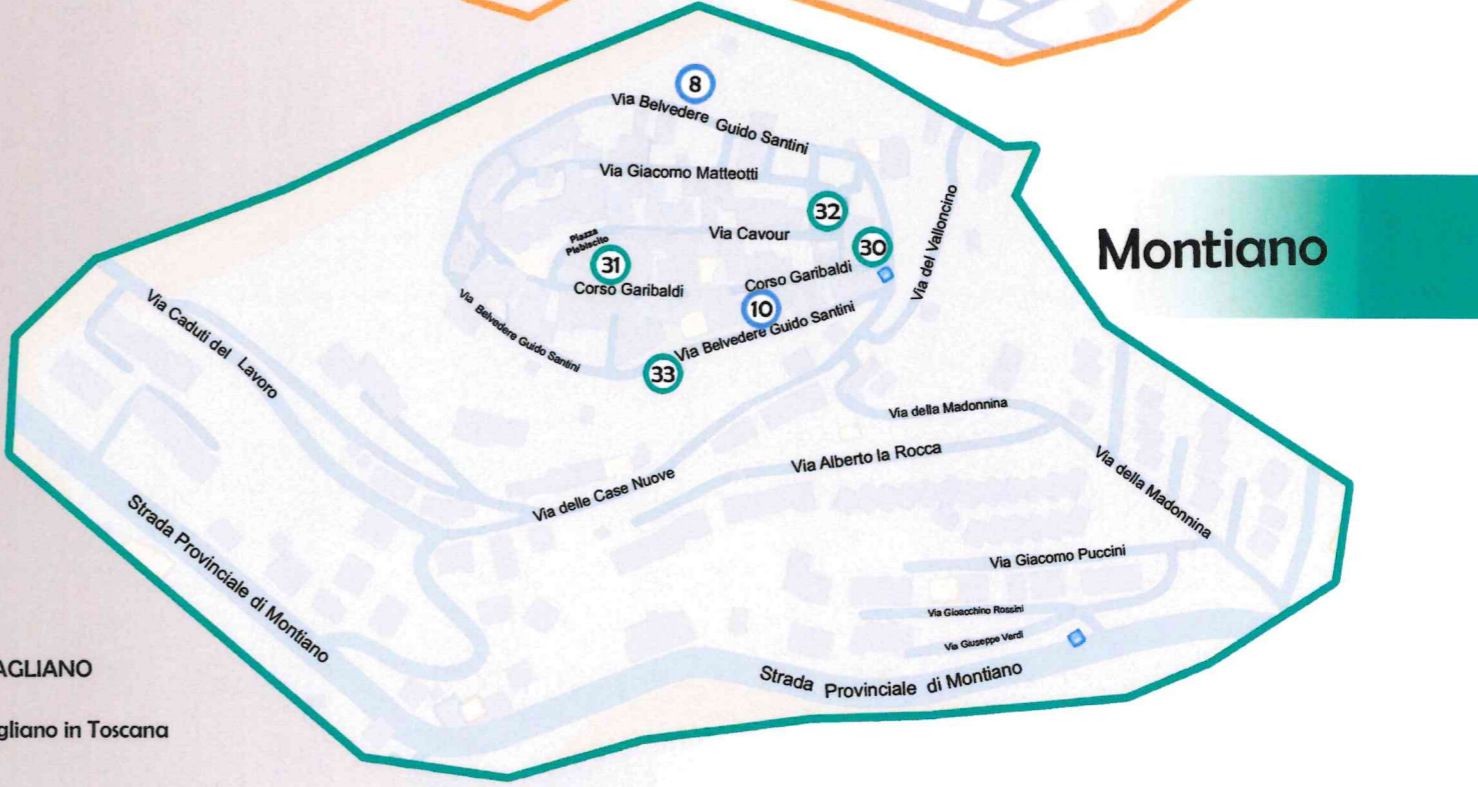 8
Via Belvedere Guido Santini
Via Giacomo Matteotti
32
Via Cavour
30
Piazza
Plebiscito
31
Corso Garibaldi
Corso Garibaldi
10
Via Belvedere Guido Santini
Via Belvedere Guido Santini
33
Via del Valloncino
Montiano
Via Caduti del Lavoro
Via della Madonnina
Via Alberto la Rocca
Via delle Case Nuove
Via della Madonnina
Strada Provinciale di Montiano
Via Giacomo Puccini
Via Gioacchino Rossini
Via Giuseppe Verdi
Strada Provinciale di Montiano
AGLIANO
gliano in Toscana